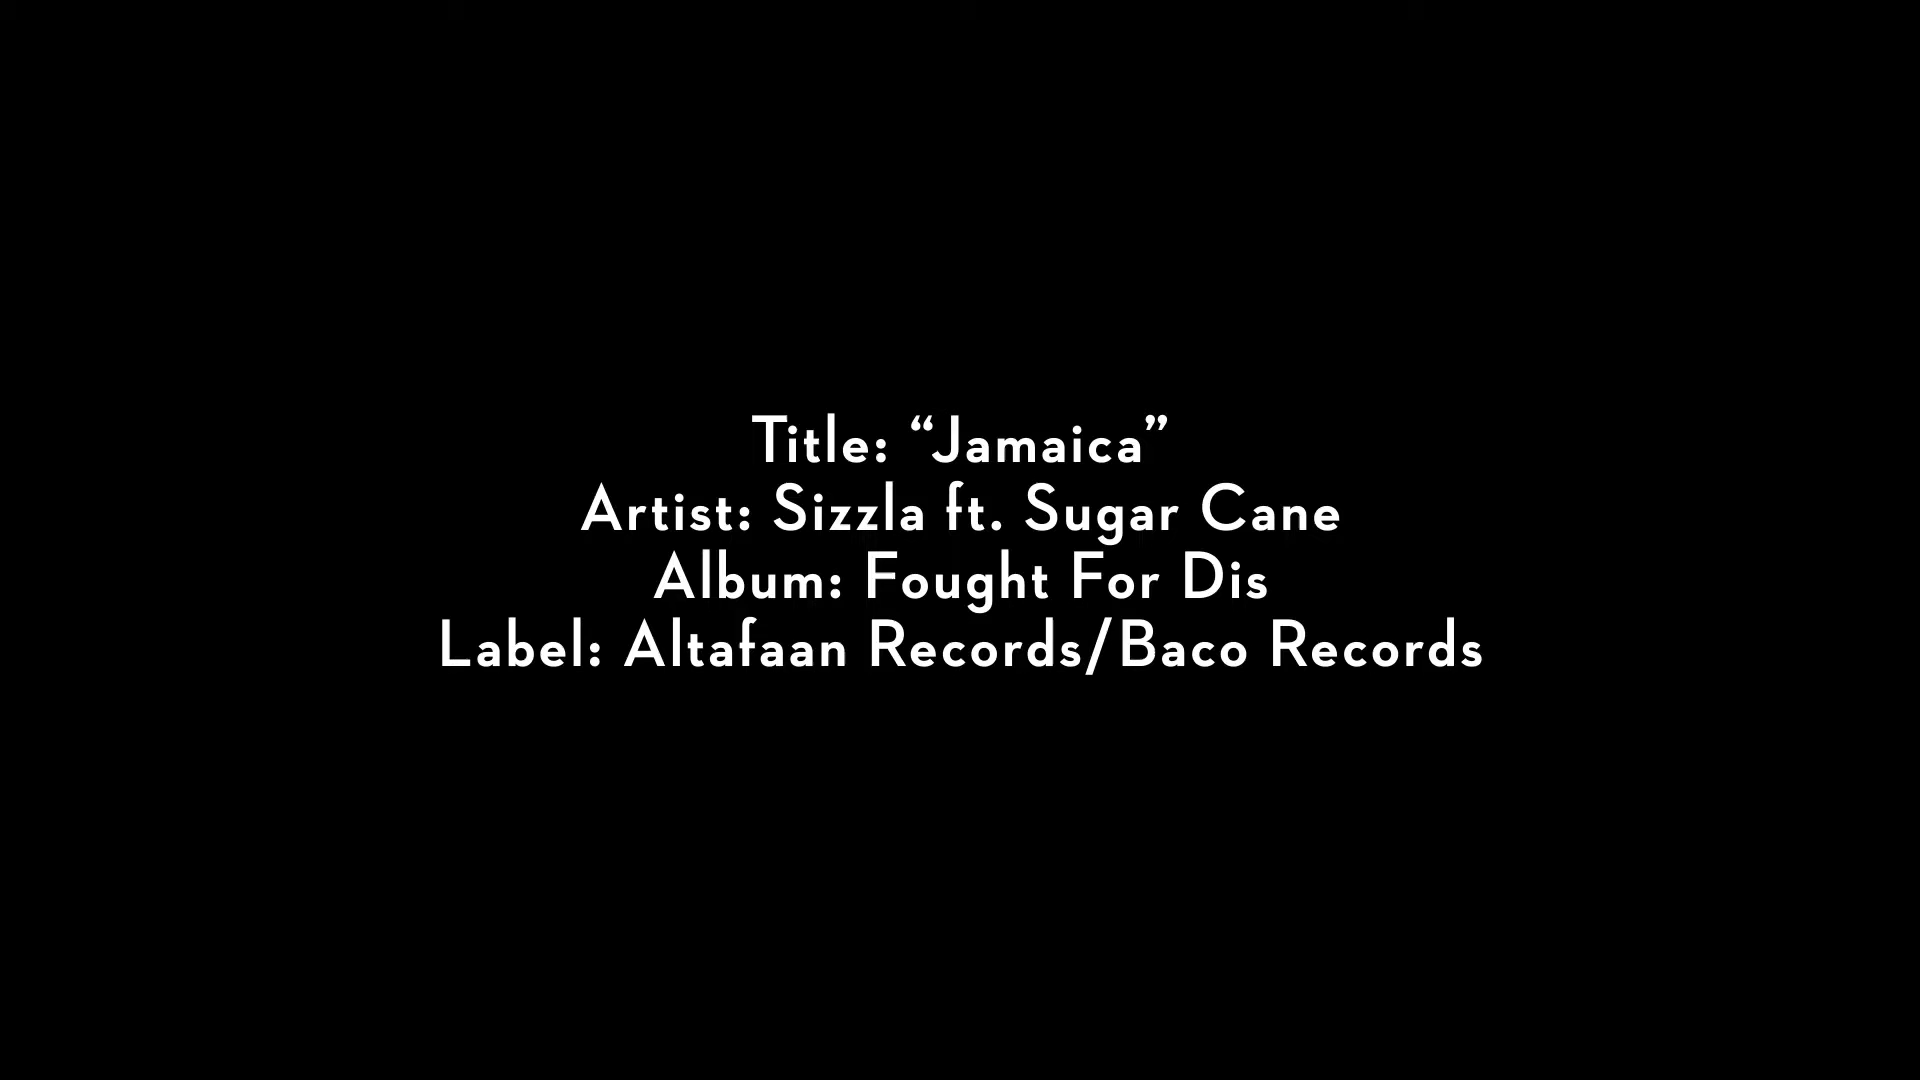 Title: “Jamaica”
Artist: Sizzla ft. Sugar Cane
Album: Fought For Dis
Label: Altafaan Records/Baco Records